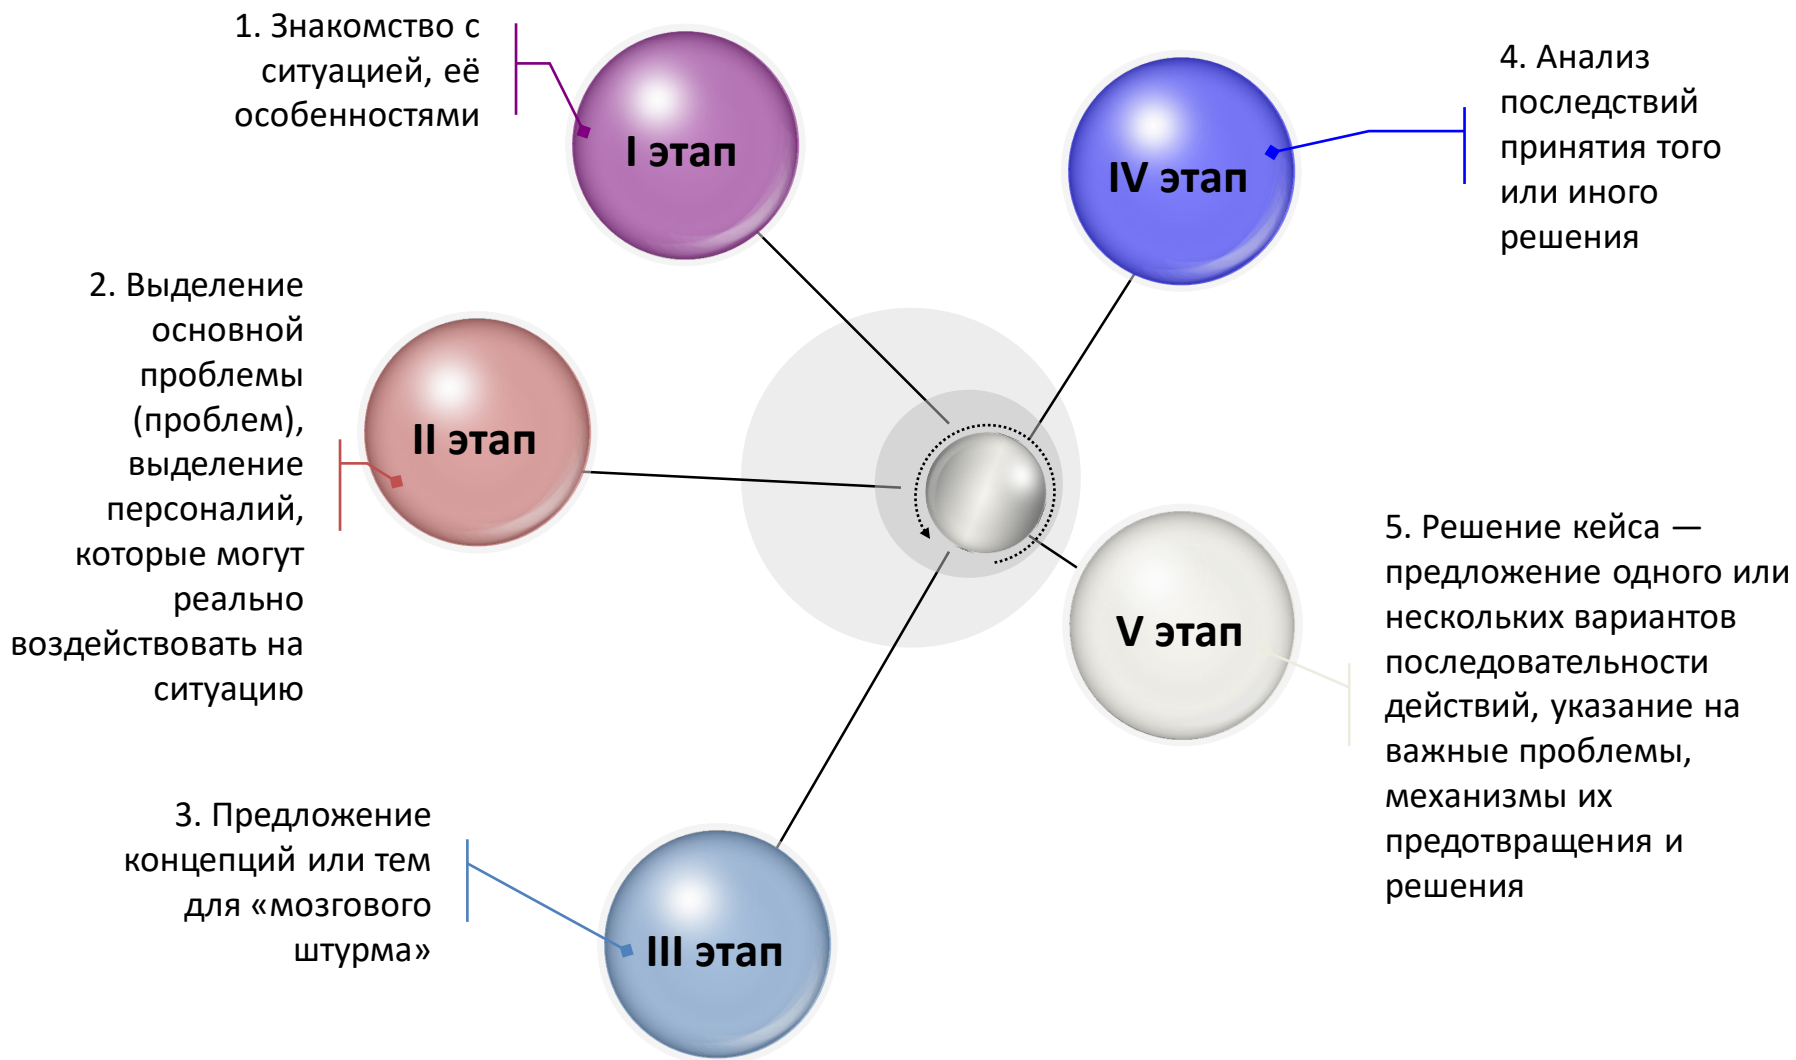 1. Знакомство с
ситуацией, её
особенностями
I этап
2. Выделение
основной
проблемы
(проблем),
выделение
персоналий,
которые могут
реально
воздействовать на
ситуацию
II этап
3. Предложение
концепций или тем
для «мозгового
штурма»
III этап
4. Анализ
последствий
принятия того
или иного
решения
IV этап
5. Решение кейса —
предложение одного или
нескольких вариантов
последовательности
действий, указание на
важные проблемы,
механизмы их
предотвращения и
решения
V этап